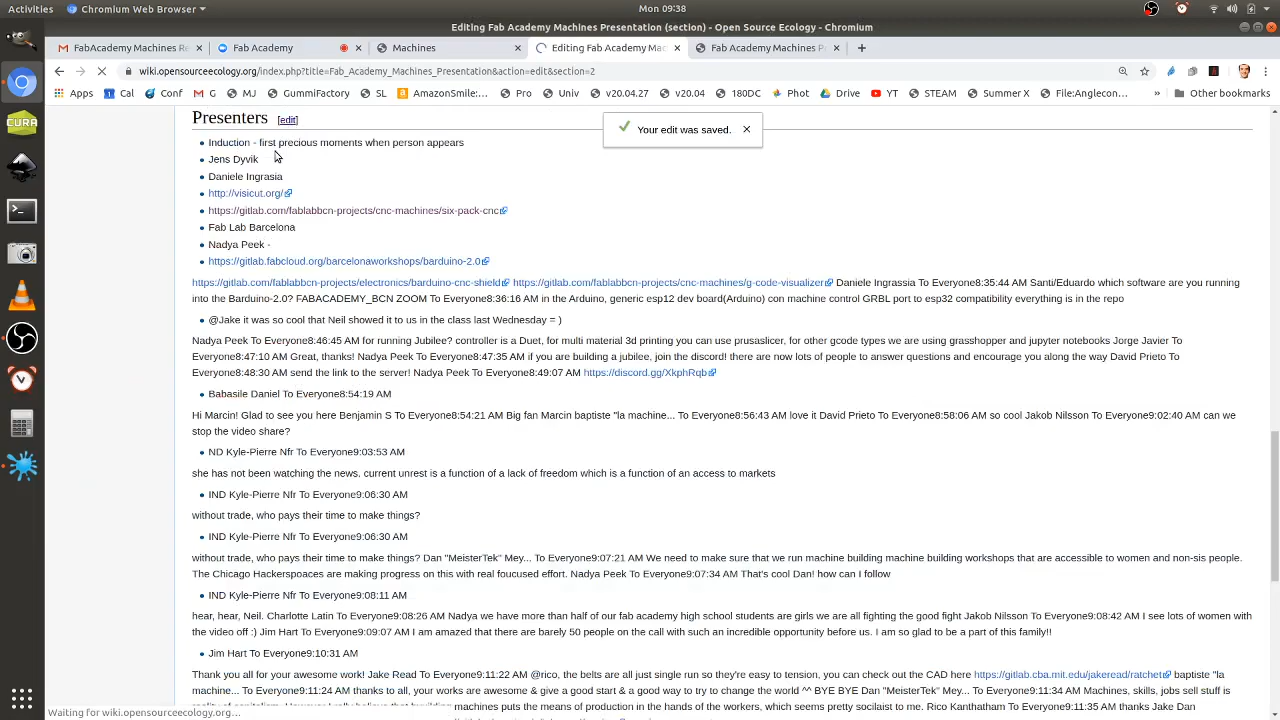 Activities
Chromium Web Browser
Mon 09:38
Editing Fab Academy Machines Presentation (section) - Open Source Ecology - Chromium
FabAcademy Machines Re
Fab Academy
Machines
Editing Fab Academy Mac
Fab Academy Machines P
wiki.opensourceecology.org/index.php?title=Fab_Academy_Machines_Presentation&action=edit&section=2
Apps Cal Conf G MJ GummiFactory SL AmazonSmile:... Pro Univ v20.04.27 v20.04 180DC Phot Drive YT STEAM Summer X File:Anglecon... » Other bookmarks
Presenters [edit]
Your edit was saved.
Induction - first precious moments when person appears
Jens Dyvik
Daniele Ingrasia
http://visicut.org/
https://gitlab.com/fablabbcn-projects/cnc-machines/six-pack-cnc
Fab Lab Barcelona
Nadya Peek -
https://gitlab.fabcloud.org/barcelonaworkshops/barduino-2.0
https://gitlab.com/fablabbcn-projects/electronics/barduino-cnc-shield https://gitlab.com/fablabbcn-projects/cnc-machines/g-code-visualizer Daniele Ingrassia To Everyone8:35:44 AM Santi/Eduardo which software are you running
into the Barduino-2.0? FABACADEMY_BCN ZOOM To Everyone8:36:16 AM in the Arduino, generic esp12 dev board(Arduino) con machine control GRBL port to esp32 compatibility everything is in the repo
@Jake it was so cool that Neil showed it to us in the class last Wednesday = )
Nadya Peek To Everyone8:46:45 AM for running Jubilee? controller is a Duet, for multi material 3d printing you can use prusaslicer, for other gcode types we are using grasshopper and jupyter notebooks Jorge Javier To
Everyone8:47:10 AM Great, thanks! Nadya Peek To Everyone8:47:35 AM if you are building a jubilee, join the discord! there are now lots of people to answer questions and encourage you along the way David Prieto To
Everyone8:48:30 AM send the link to the server! Nadya Peek To Everyone8:49:07 AM https://discord.gg/XkphRqb
Babasile Daniel To Everyone8:54:19 AM
Hi Marcin! Glad to see you here Benjamin S To Everyone8:54:21 AM Big fan Marcin baptiste "la machine... To Everyone8:56:43 AM love it David Prieto To Everyone8:58:06 AM so cool Jakob Nilsson To Everyone9:02:40 AM can we
stop the video share?
ND Kyle-Pierre Nfr To Everyone9:03:53 AM
she has not been watching the news. current unrest is a function of a lack of freedom which is a function of an access to markets
IND Kyle-Pierre Nfr To Everyone9:06:30 AM
without trade, who pays their time to make things?
IND Kyle-Pierre Nfr To Everyone9:06:30 AM
without trade, who pays their time to make things? Dan "MeisterTek" Mey... To Everyone9:07:21 AM We need to make sure that we run machine building machine building workshops that are accessible to women and non-sis people.
The Chicago Hackerspoaces are making progress on this with real foucused effort. Nadya Peek To Everyone9:07:34 AM That's cool Dan! how can I follow
IND Kyle-Pierre Nfr To Everyone9:08:11 AM
hear, hear, Neil. Charlotte Latin To Everyone9:08:26 AM Nadya we have more than half of our fab academy high school students are girls we are all fighting the good fight Jakob Nilsson To Everyone9:08:42 AM I see lots of women with
the video off :) Jim Hart To Everyone9:09:07 AM I am amazed that there are barely 50 people on the call with such an incredible opportunity before us. I am so glad to be a part of this family!!
Jim Hart To Everyone9:10:31 AM
Thank you all for your awesome work! Jake Read To Everyone9:11:22 AM @rico, the belts are all just single run so they're easy to tension, you can check out the CAD here https://gitlab.cba.mit.edu/jakeread/ratchet baptiste "la
machine... To Everyone9:11:24 AM thanks to all, your works are awesome & give a good start & a good way to try to change the world ^^ BYE BYE Dan "MeisterTek" Mey... To Everyone9:11:34 AM Machines, skills, jobs sell stuff is
machines puts the means of production in the hands of the workers, which seems pretty socilast to me. Rico Kanthatham To Everyone9:11:35 AM thanks Jake Dan
Waiting for wiki.opensourceecology.org...